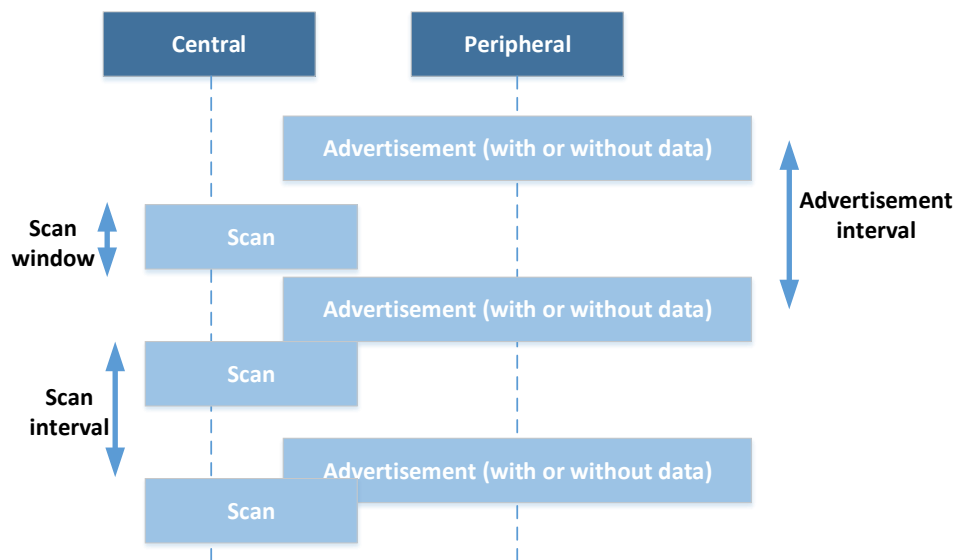 Central
Peripheral
Advertisement (with or without data)
Advertisement
interval
Scan
window
Scan
Advertisement (with or without data)
Scan
Scan
interval
Advertisement (with or without data)
Scan